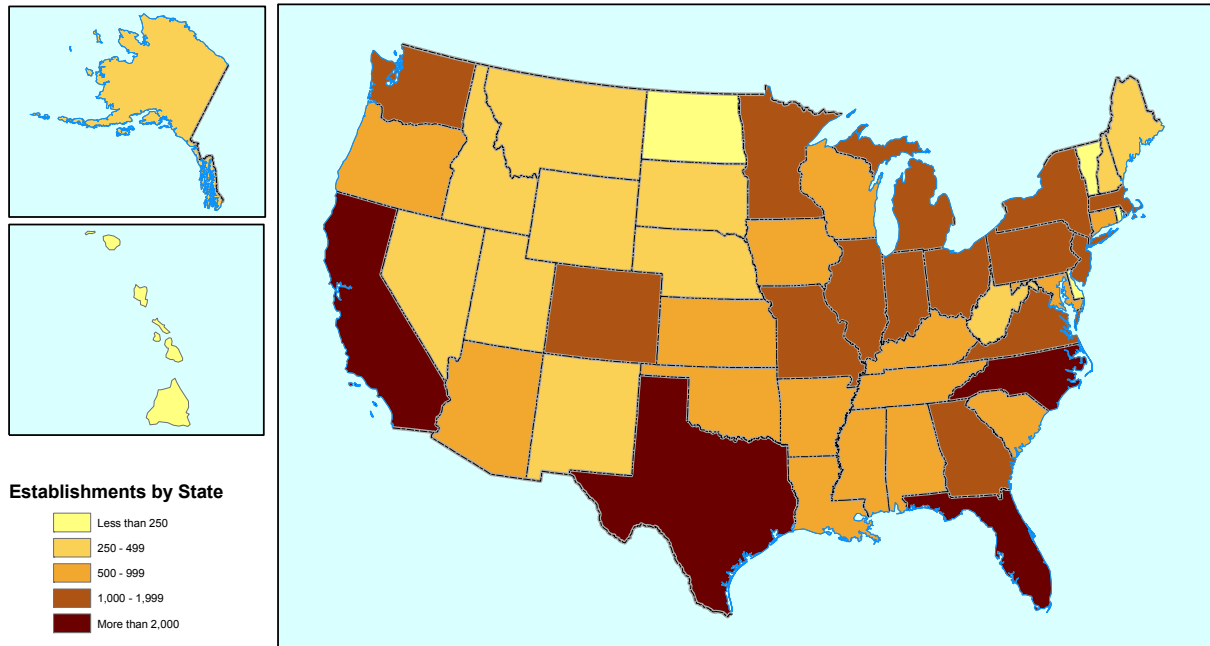 Establishments by State
Less than 250
250 - 499
500 - 999
1,000 - 1,999
More than 2,000